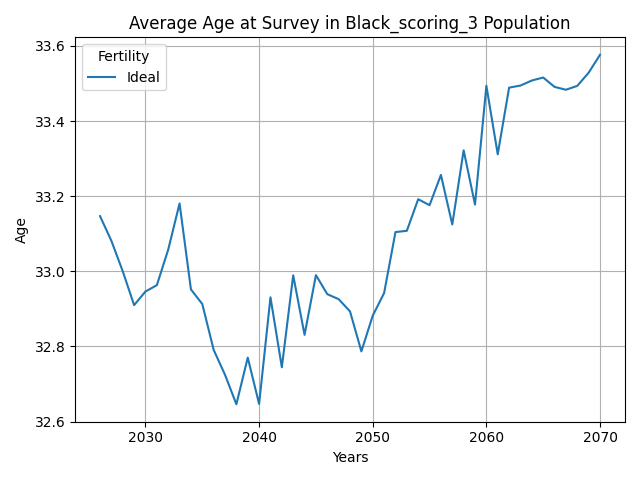 Average Age at Survey in Black_scoring_3 Population
Fertility
Ideal
33.6
33.4
33.2
33.0
32.8
32.6
Age
2030 2040 2050 2060 2070
Years